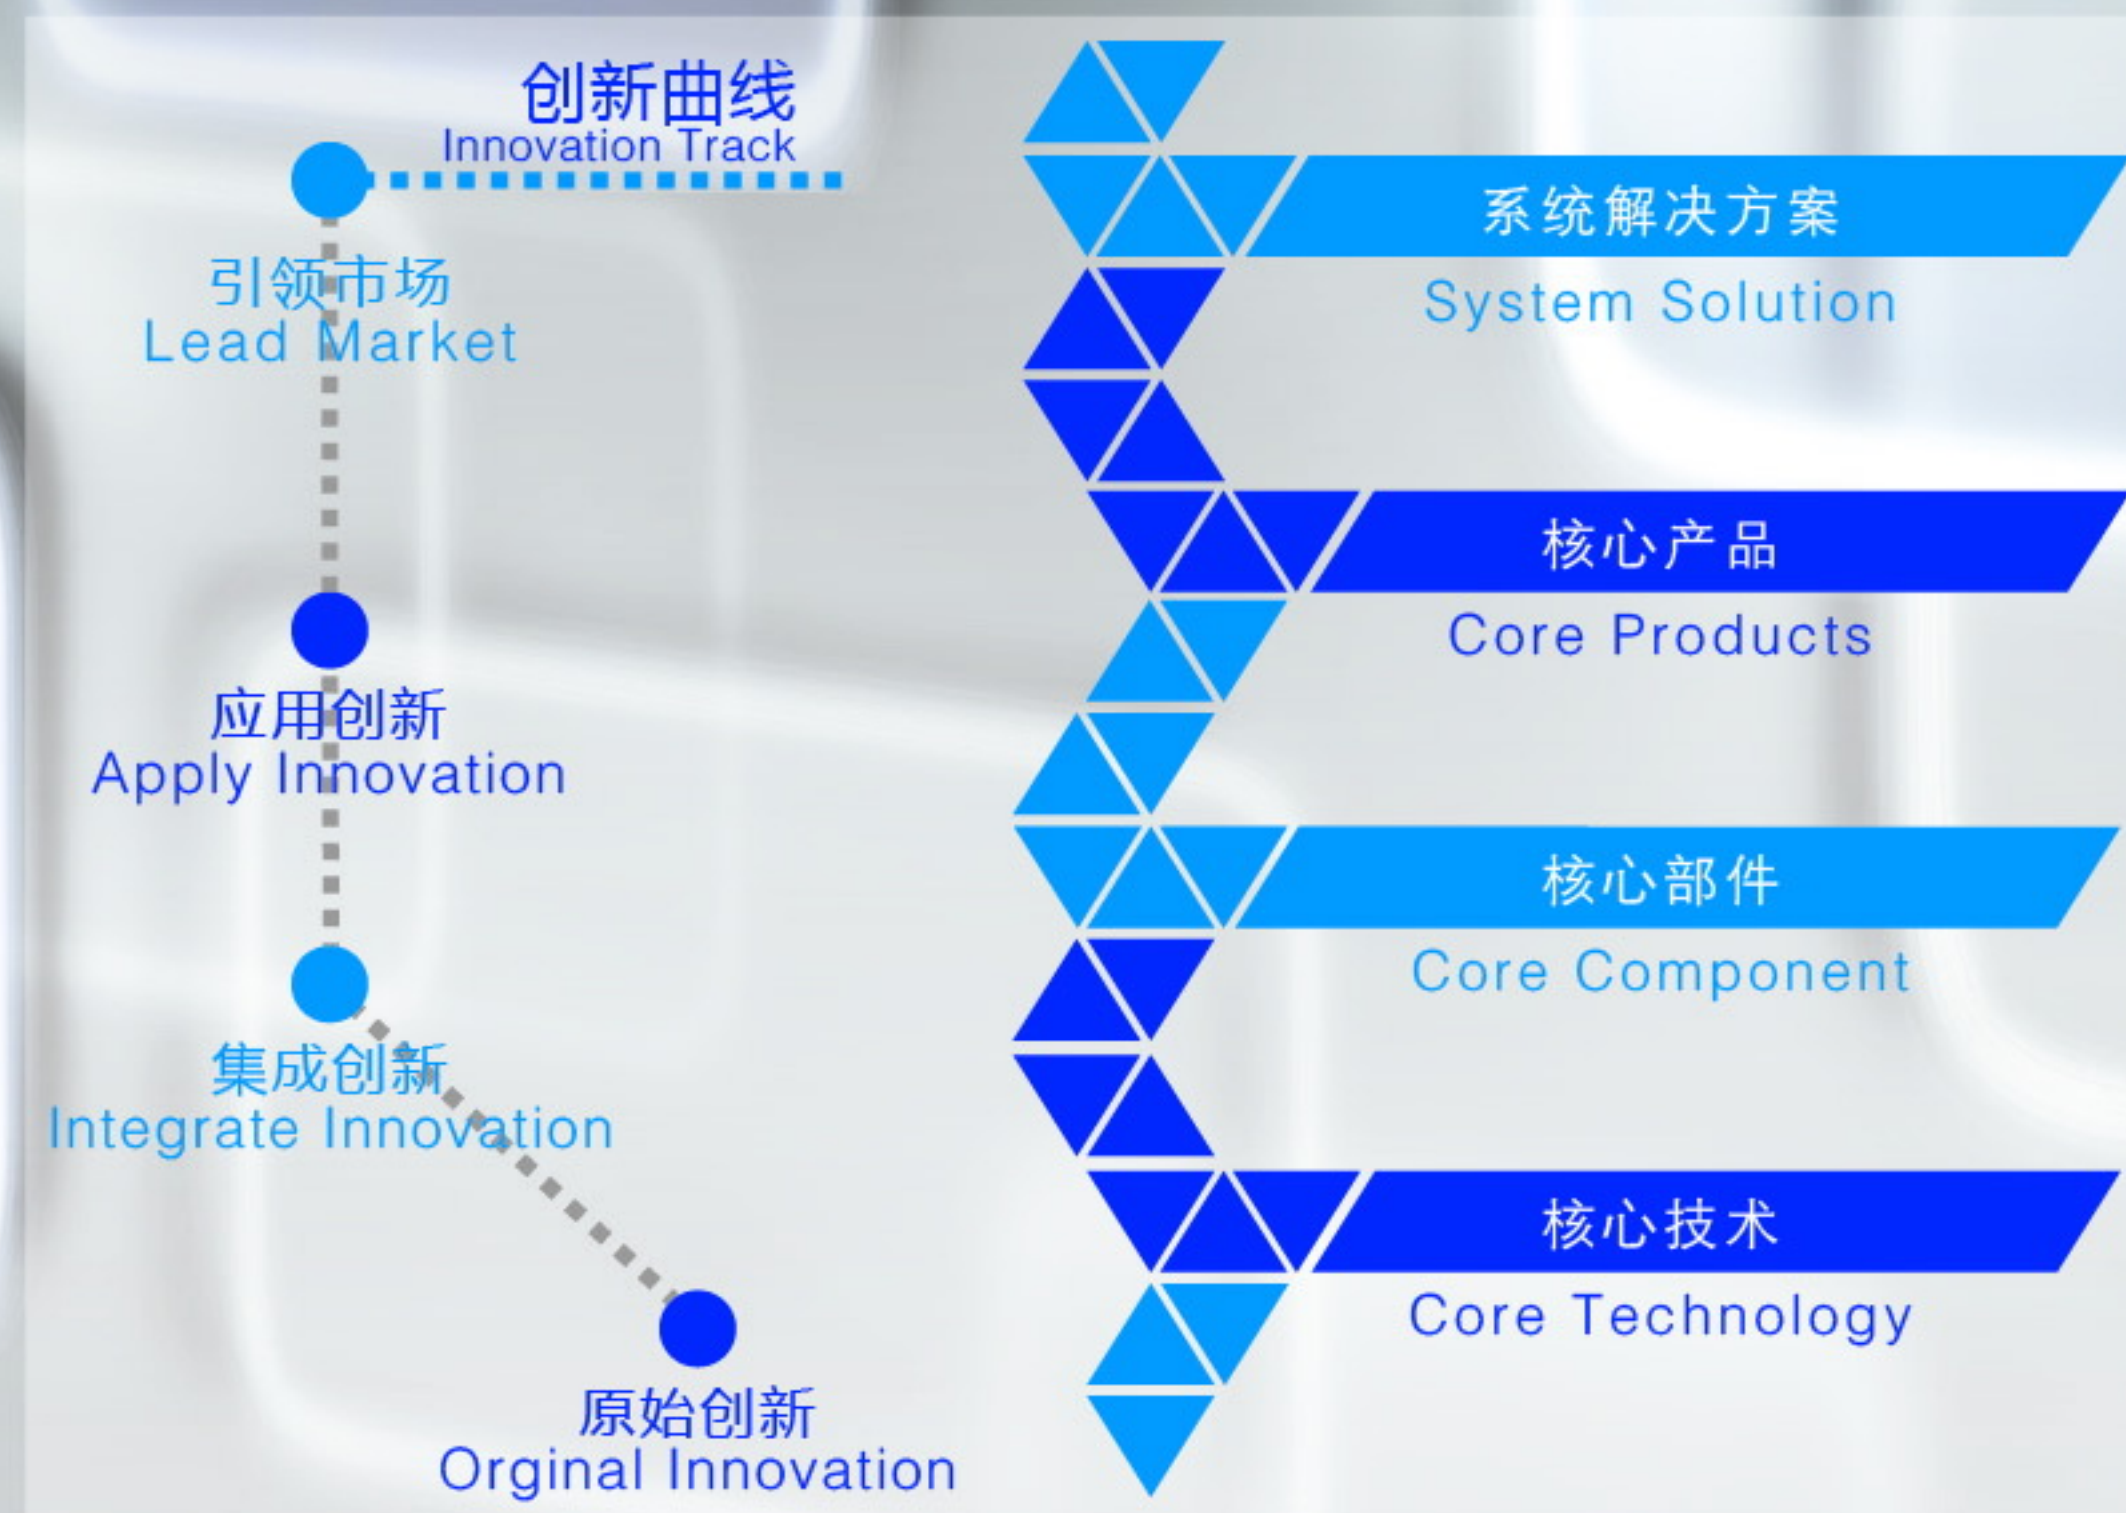 创新曲线
Innovation Track
引领市场
Lead Market
应用创新
Apply Innovation
集成创新
Integrate Innovation
原始创新
Orginal Innovation
系统解决方案
System Solution
核心产品
Core Products
核心部件
Core Component
核心技术
Core Technology